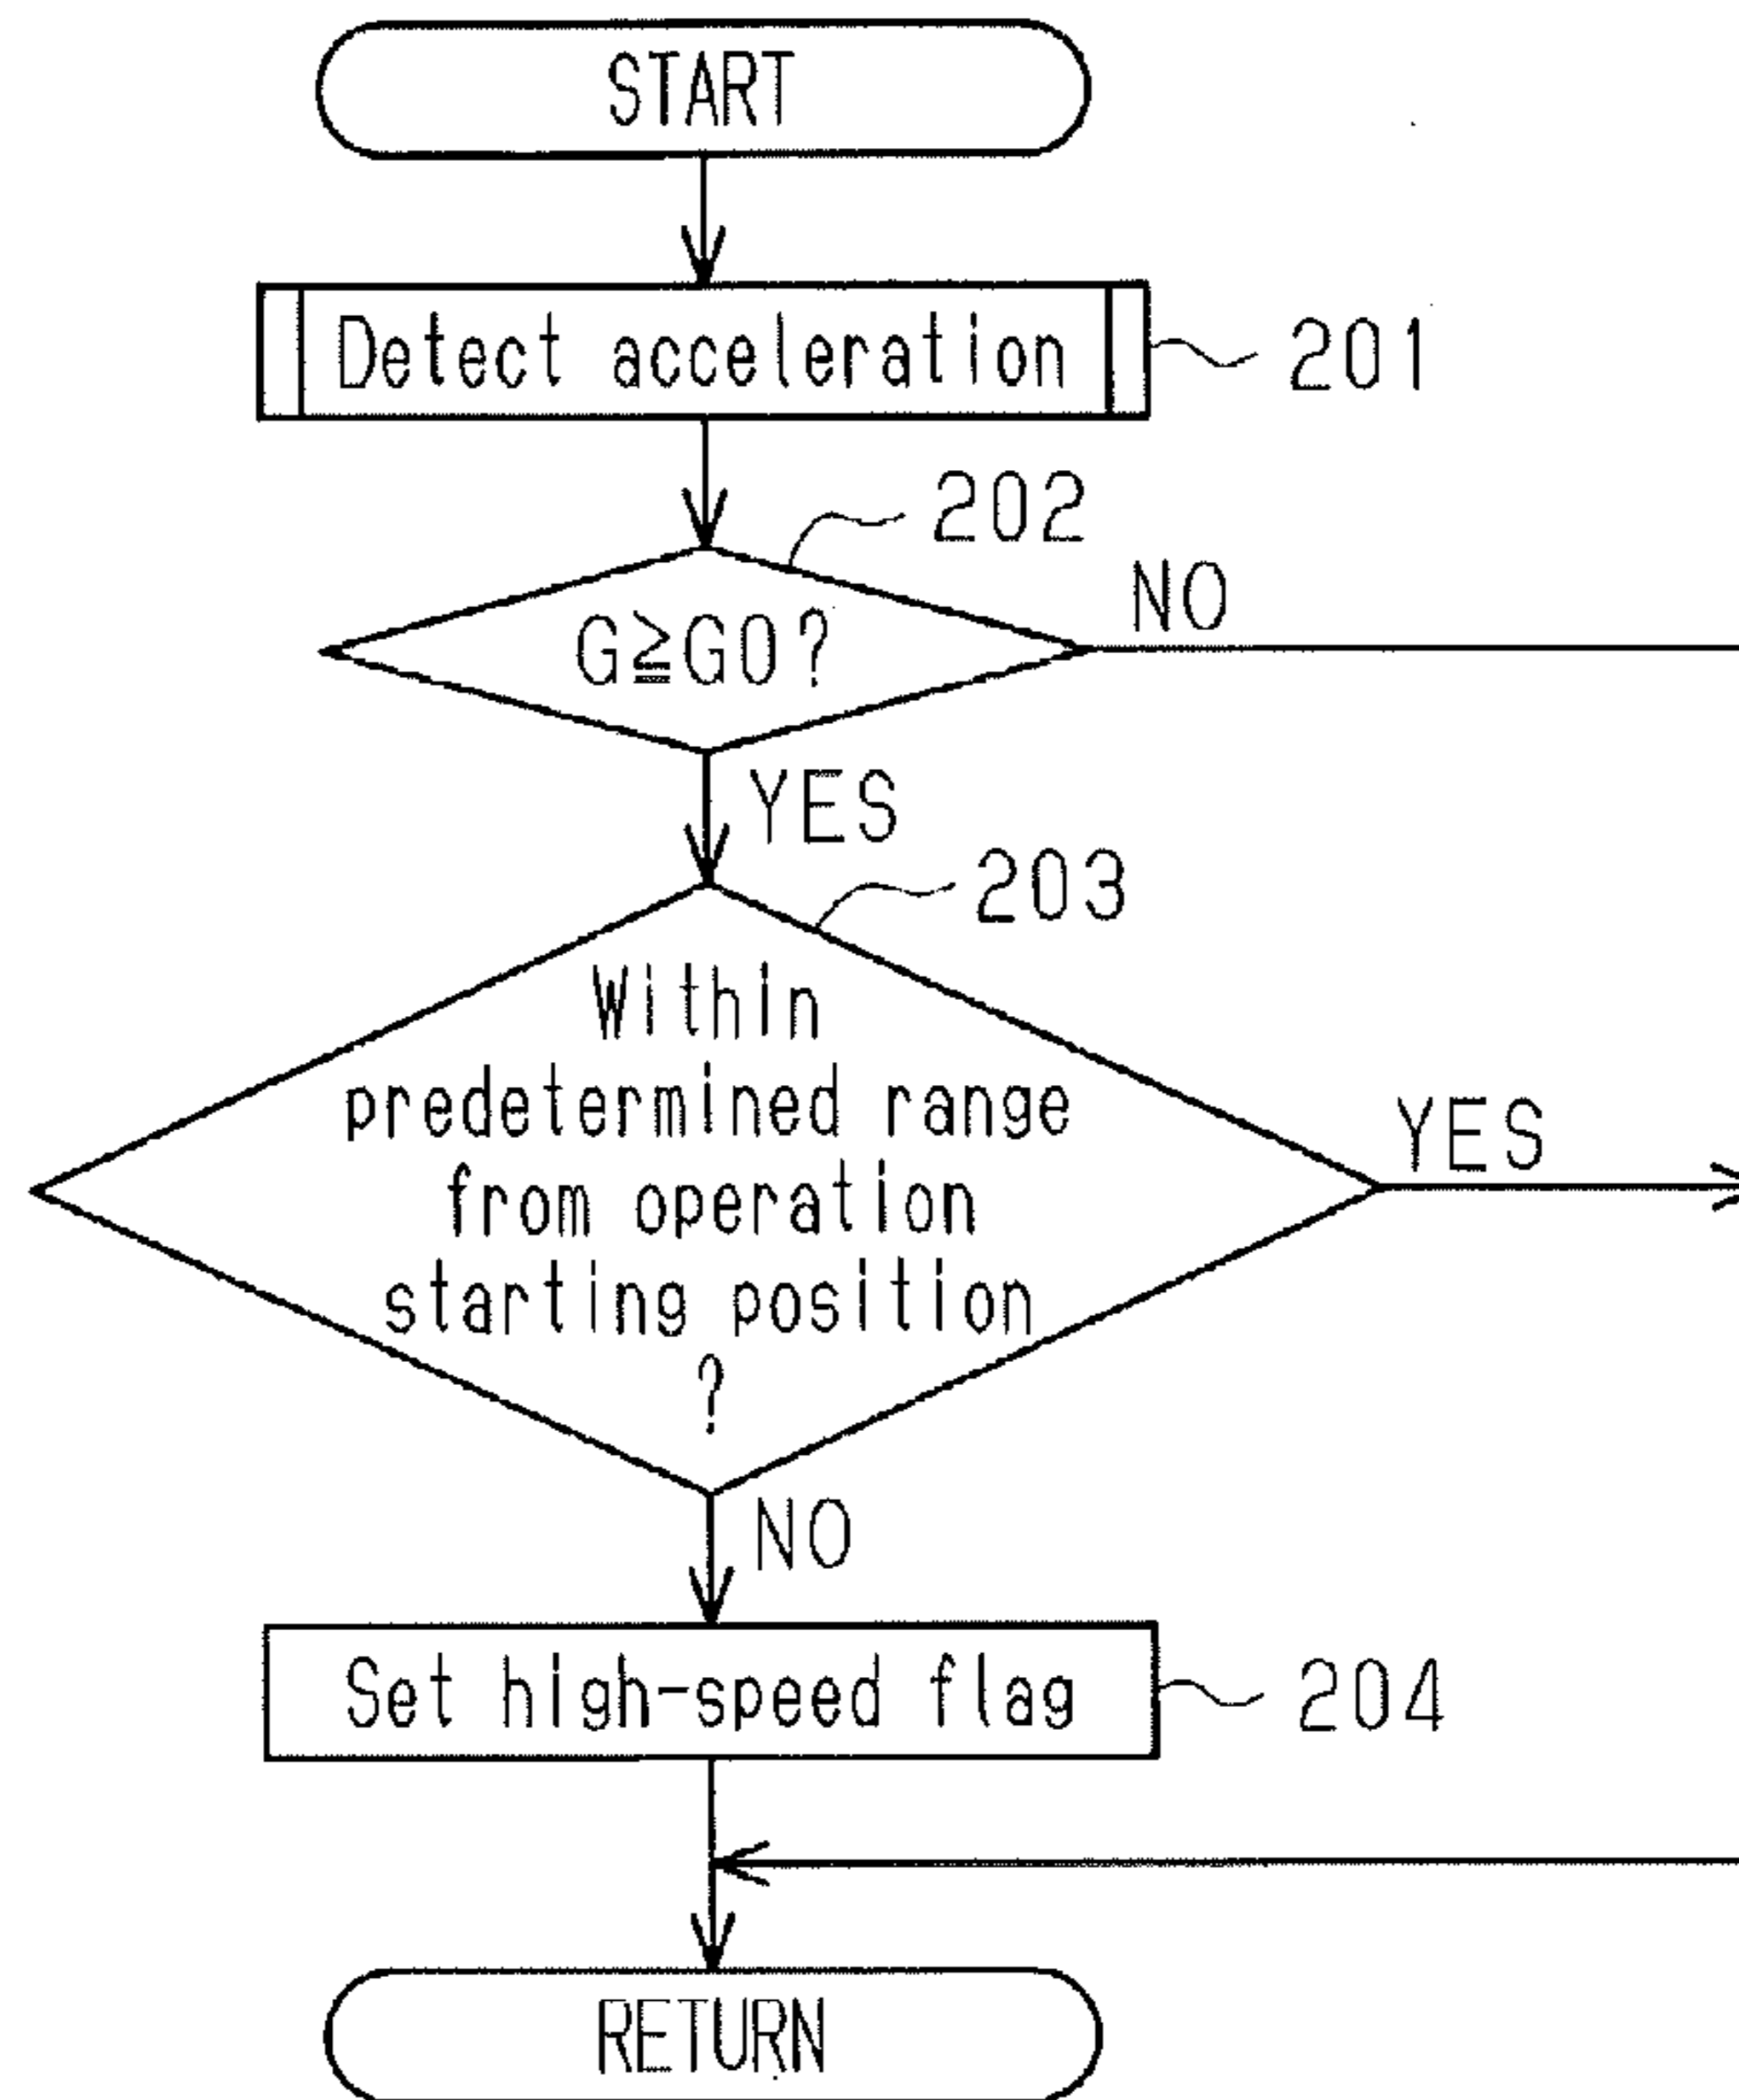 START
Detect acceleration
201
202
G≧G0?
NO
YES
203
Within
predetermined range
from operation
starting position
?
YES
NO
Set high-speed flag
204
RETURN